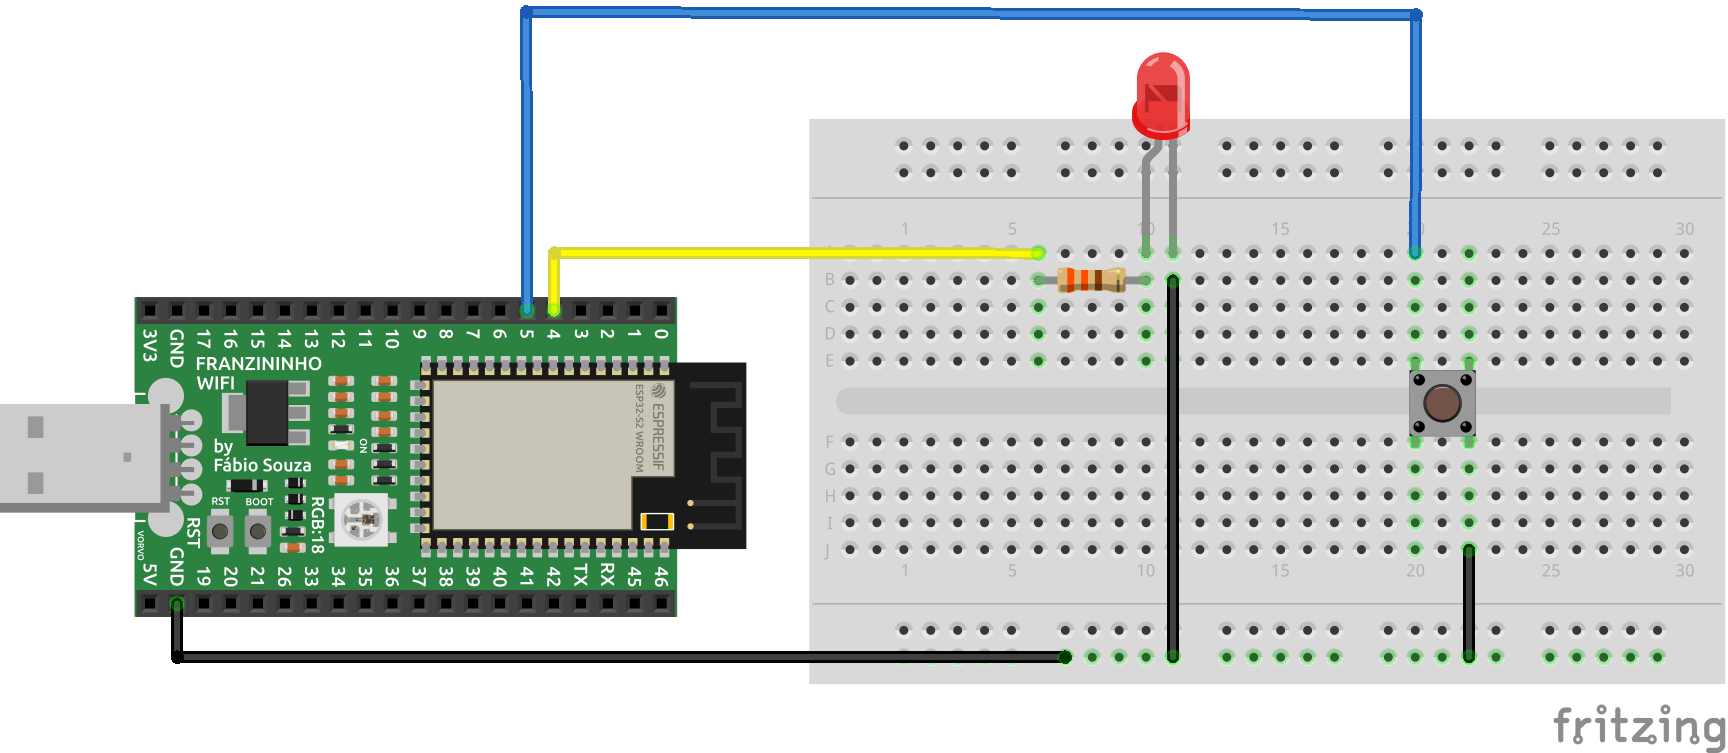 1 5 10 15 20 25 30
A
B
C
D
E
F
G
H
I
J
1 5 10 15 20 25 30
3V3 GND 17 16 15 14 13 12 11 10 9 8 7 6 5 4 3 2 1 0
FRANZININHO
WIFI
by
Fábio Souza
ON
ESPRESSIF
ESP32-S2 WROOM
RST BOOT
RGB:18
RST
VORVO
5V GND 19 20 21 26 33 34 35 36 37 38 39 40 41 42 TX RX 45 46
fritzing